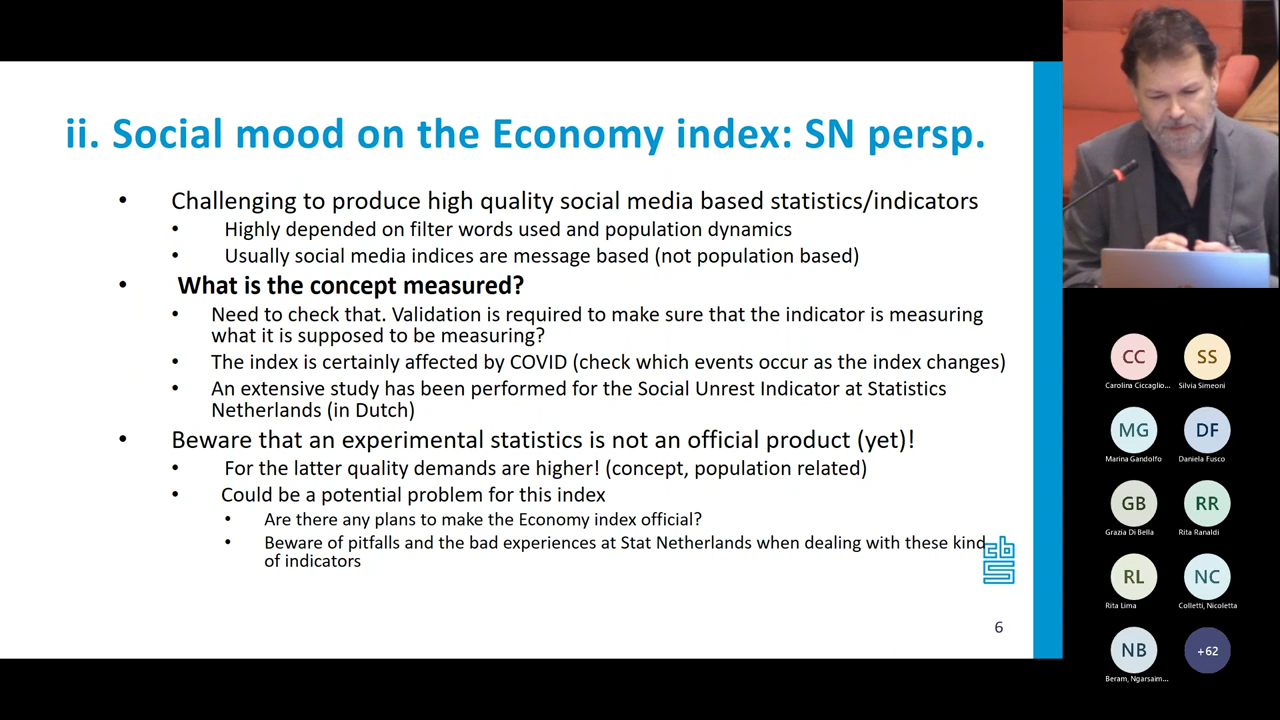 ii. Social mood on the Economy index: SN persp.
• Challenging to produce high quality social media based statistics/indicators
• Highly depended on filter words used and population dynamics
• Usually social media indices are message based (not population based)
• What is the concept measured?
• Need to check that. Validation is required to make sure that the indicator is measuring
what it is supposed to be measuring?
• The index is certainly affected by COVID (check which events occur as the index changes)
• An extensive study has been performed for the Social Unrest Indicator at Statistics
Netherlands (in Dutch)
• Beware that an experimental statistics is not an official product (yet)!
• For the latter quality demands are higher! (concept, population related)
• Could be a potential problem for this index
• Are there any plans to make the Economy index official?
• Beware of pitfalls and the bad experiences at Stat Netherlands when dealing with these kind
of indicators
cbs
6
CC
SS
Carolina Ciccaglio...
Silvia Simeoni
MG
DF
Marina Gandolfo
Daniela Fusco
GB
RR
Grazia Di Bella
Rita Ranaldi
RL
NC
Rita Lima
Colletti, Nicoletta
NB
+62
Beram, Ngarsaim...